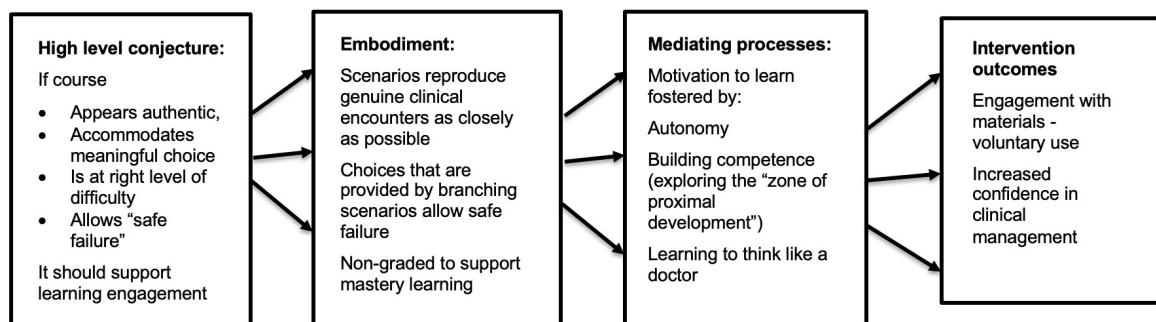 High level conjecture:
If course
• Appears authentic,
• Accommodates
meaningful choice
• Is at right level of
difficulty
• Allows “safe
failure”
It should support
learning engagement
Embodiment:
Scenarios reproduce
genuine clinical
encounters as closely
as possible
Choices that are
provided by branching
scenarios allow safe
failure
Non-graded to support
mastery learning
Mediating processes:
Motivation to learn
fostered by:
Autonomy
Building competence
(exploring the “zone of
proximal
development”)
Learning to think like a
doctor
Intervention
outcomes
Engagement with
materials -
voluntary use
Increased
confidence in
clinical
management